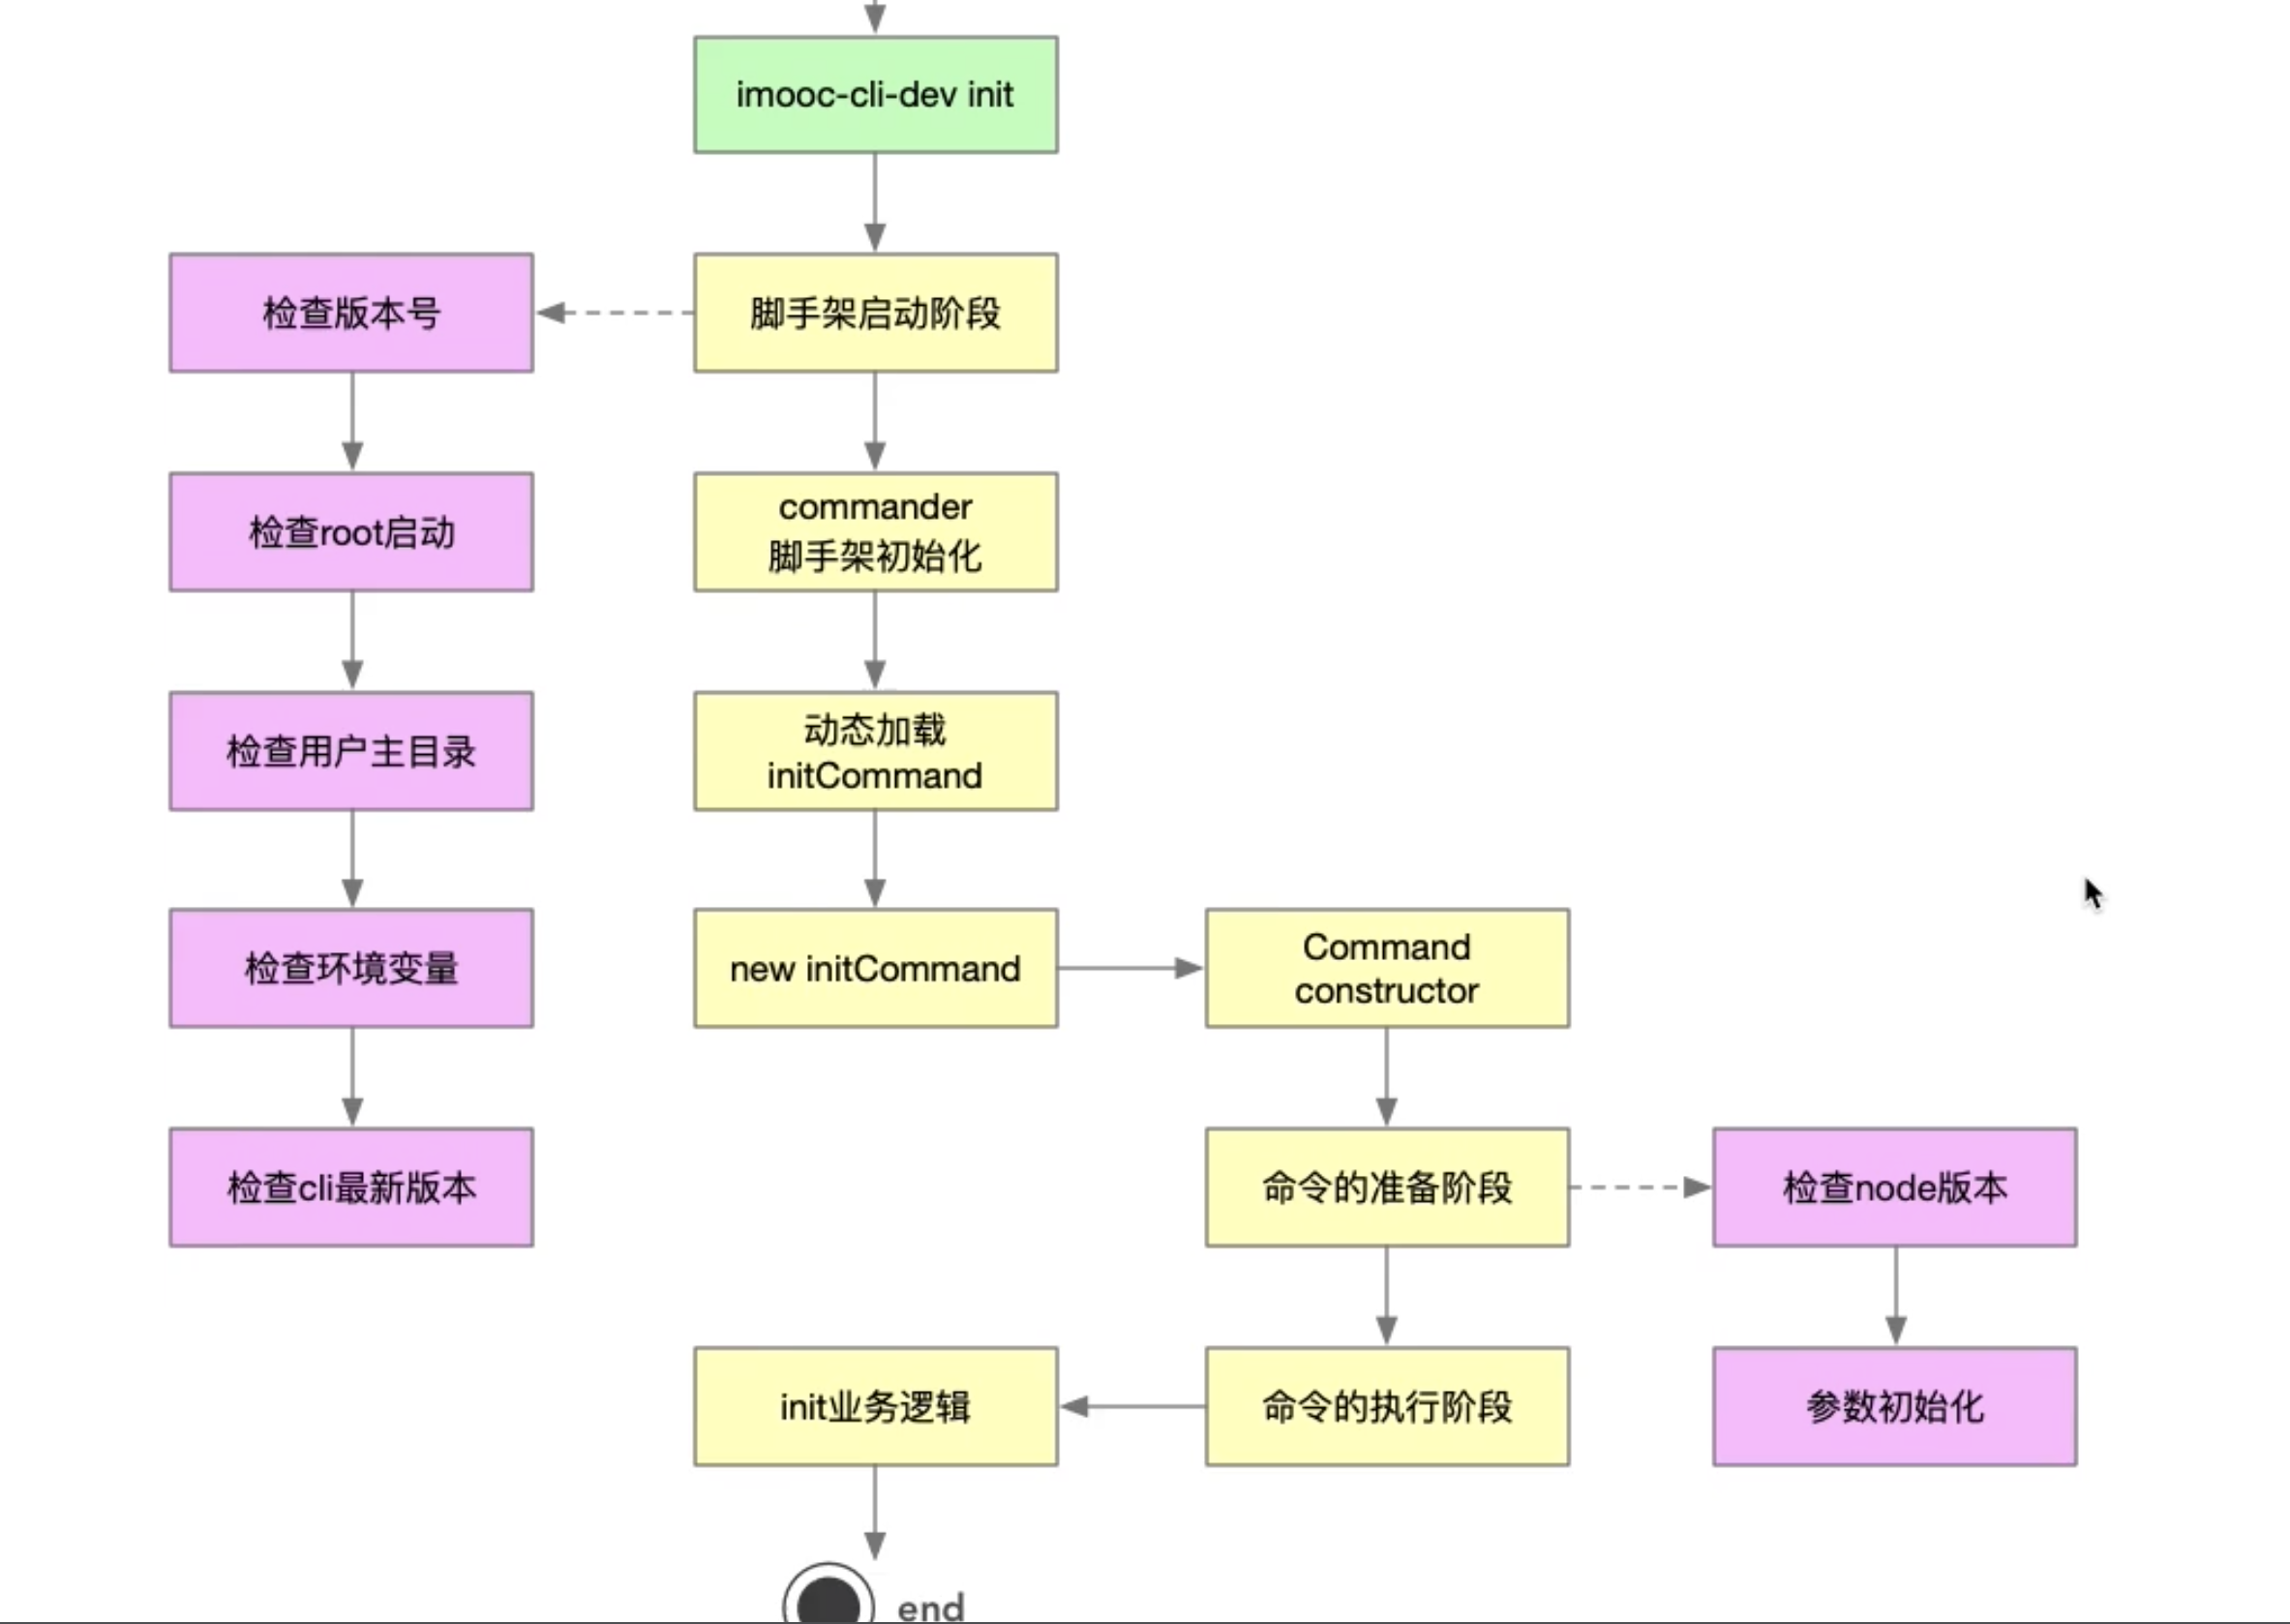 imooc-cli-dev init
检查版本号
脚手架启动阶段
检查root启动
commander
脚手架初始化
检查用户主目录
动态加载
initCommand
检查环境变量
new initCommand
Command
constructor
检查cli最新版本
命令的准备阶段
检查node版本
init业务逻辑
命令的执行阶段
参数初始化
end